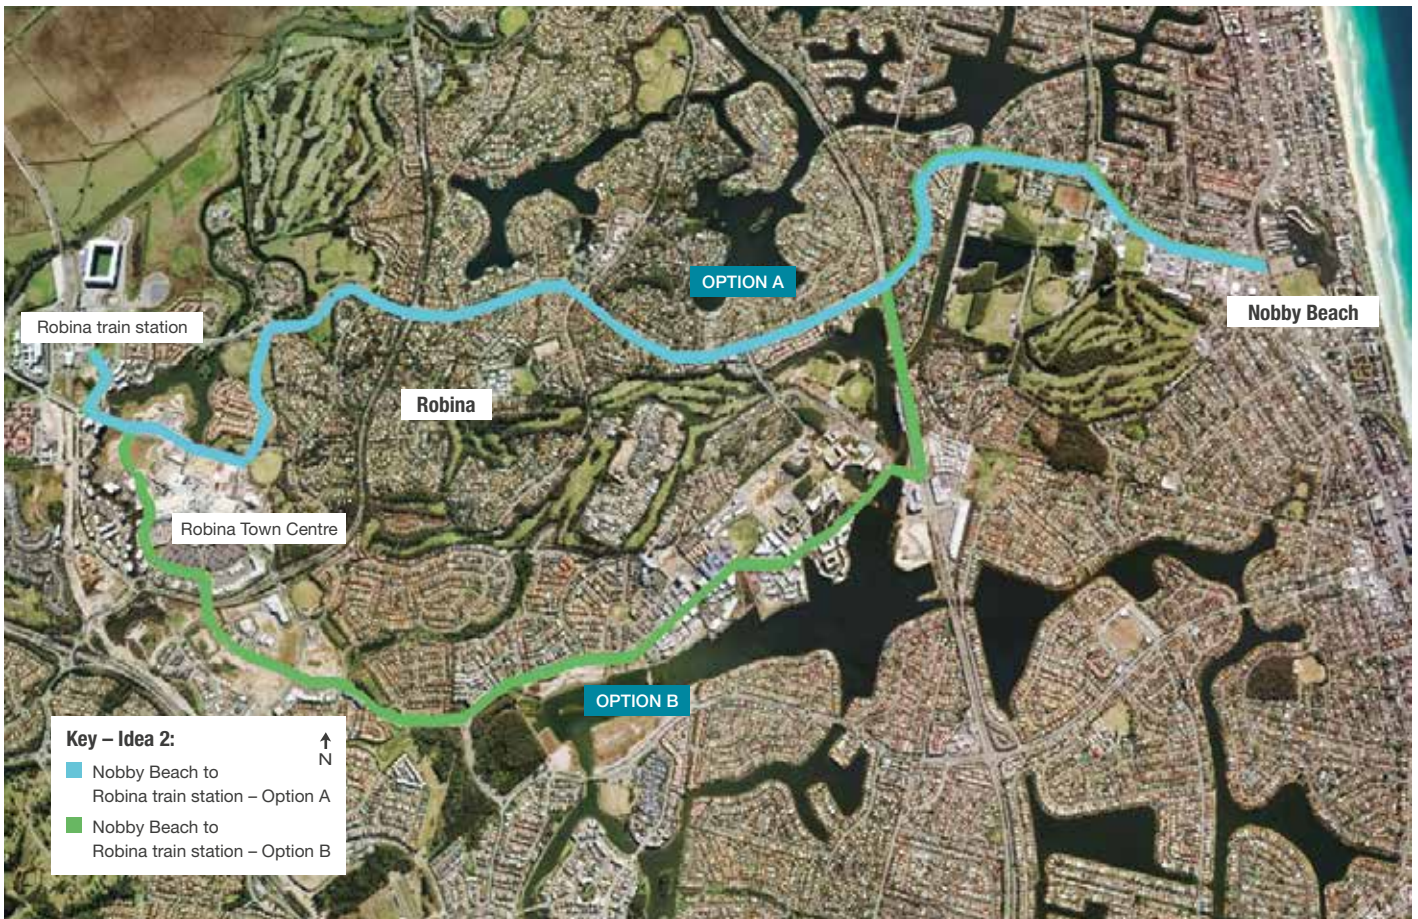 OPTION A
Nobby Beach
Robina train station
Robina
Robina Town Centre
OPTION B
Key – Idea 2:
N
Nobby Beach to
Robina train station – Option A
Nobby Beach to
Robina train station – Option B